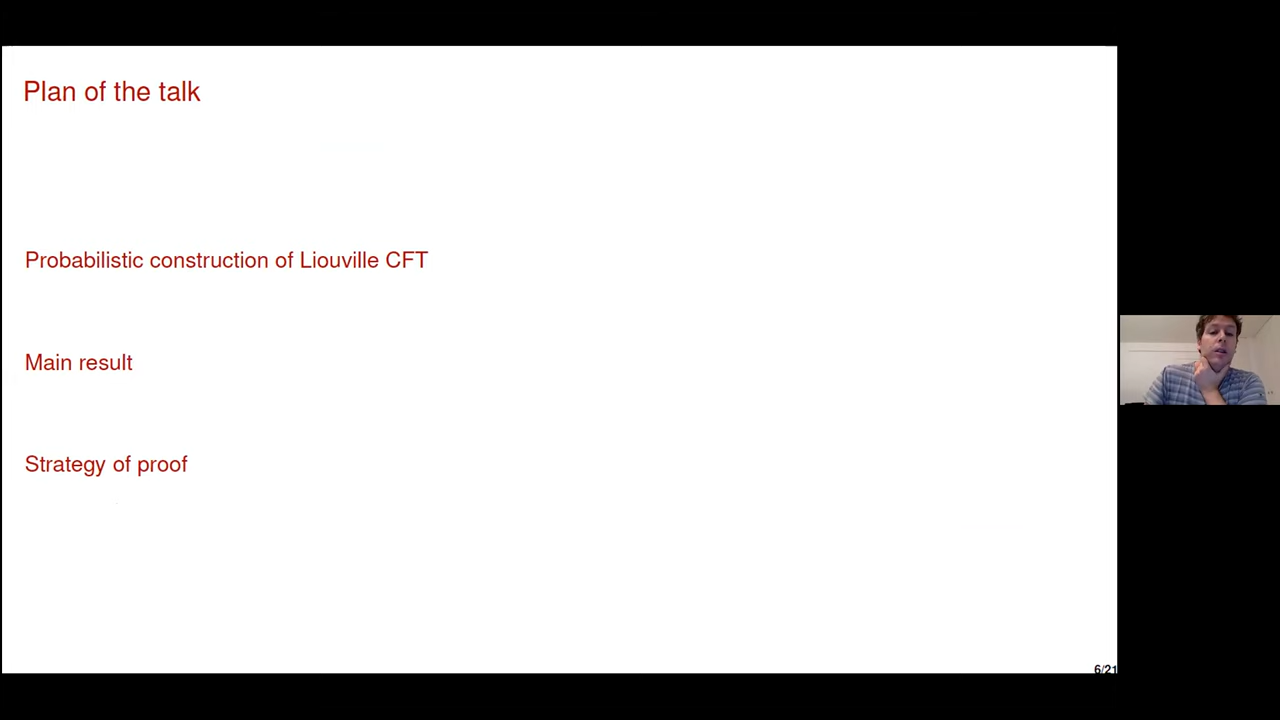 Plan of the talk
Probabilistic construction of Liouville CFT
Main result
Strategy of proof
6/21